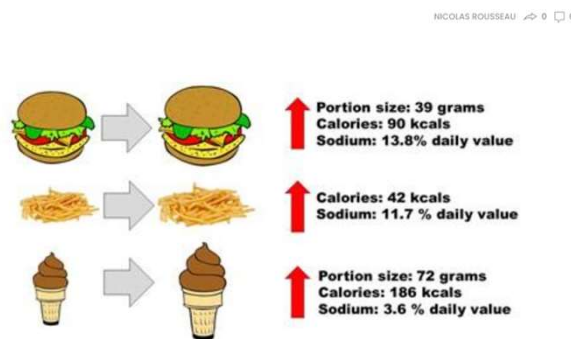 NICOLAS ROUSSEAU 0
Portion size: 39 grams
Calories: 90 kcals
Sodium: 13.8% daily value
Calories: 42 kcals
Sodium: 11.7 % daily value
Portion size: 72 grams
Calories: 186 kcals
Sodium: 3.6 % daily value